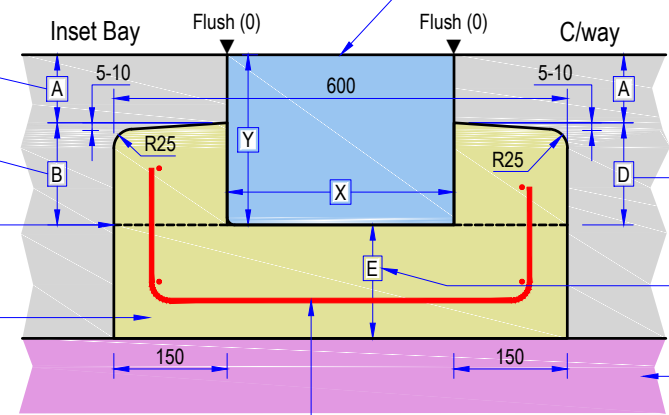 Inset Bay
Flush (0)
Flush (0)
C/way
A
5-10
600
5-10
A
B
R25
Y
X
R25
D
E
150
150